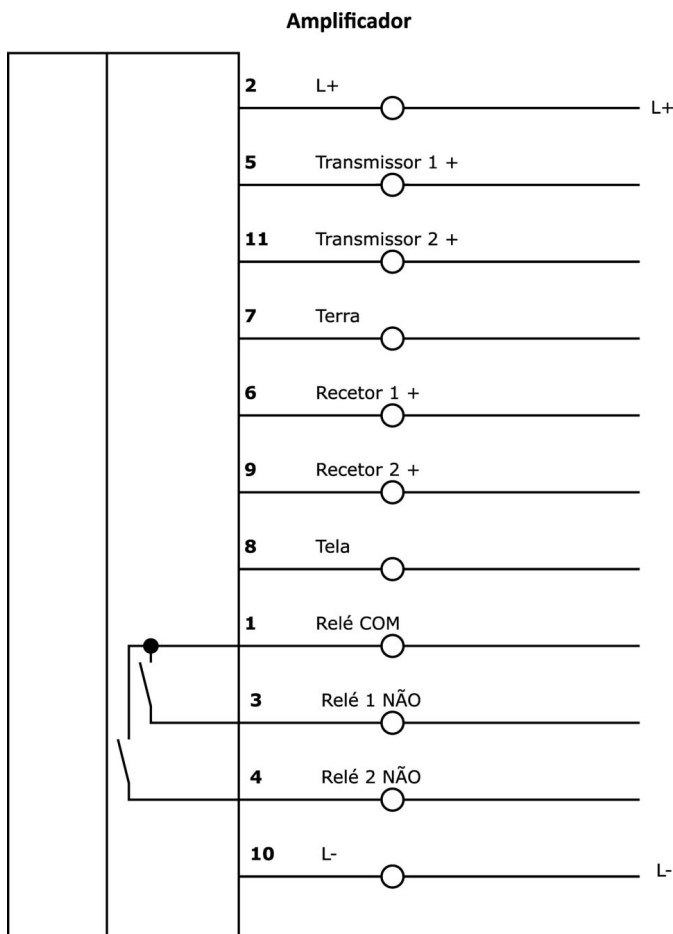 Amplificador
2 L+
L+
5 Transmissor 1 +
11 Transmissor 2 +
7 Terra
6 Recetor 1 +
9 Recetor 2 +
8 Tela
1 Relé COM
3 Relé 1 NÃO
4 Relé 2 NÃO
10 L-
L-